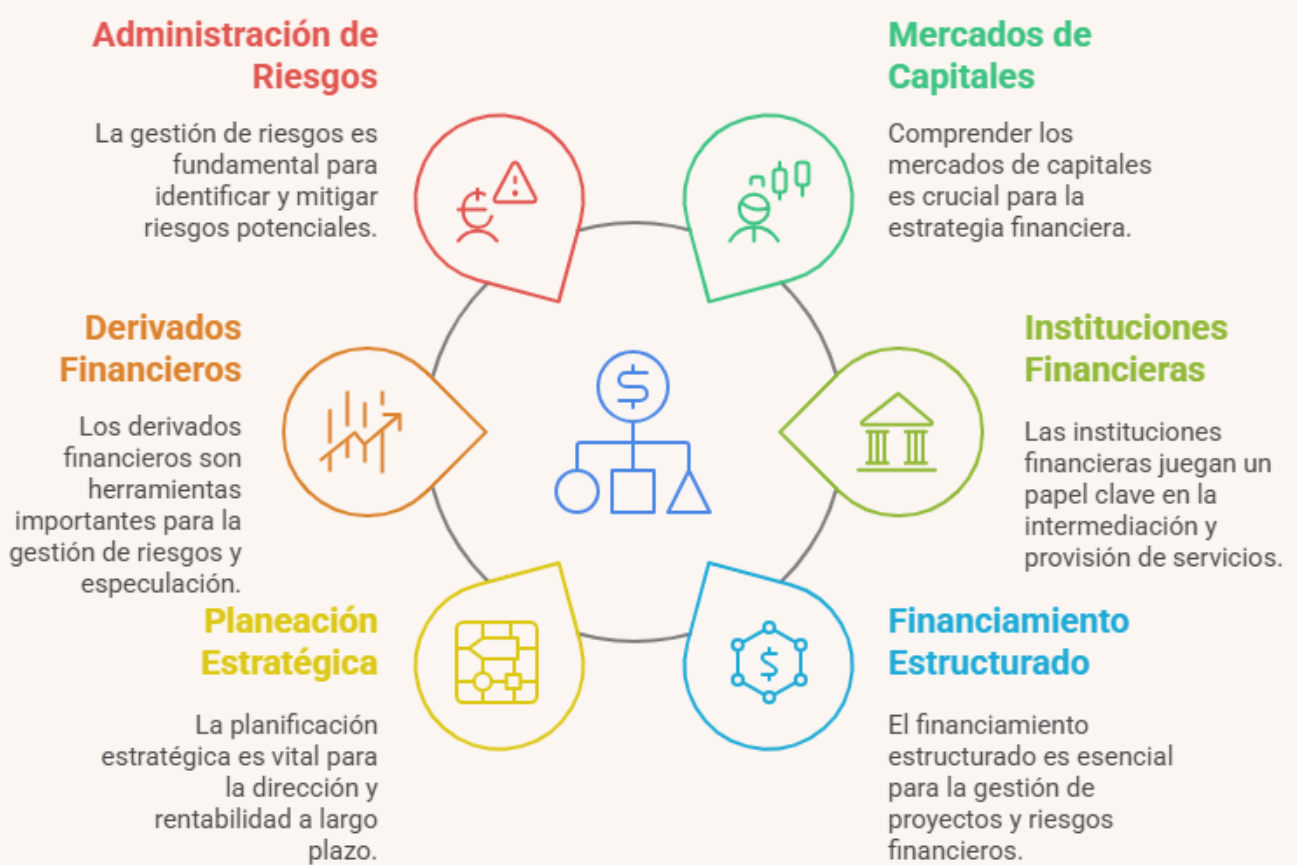 Administración de
Riesgos
La gestión de riesgos es
fundamental para
identificar y mitigar
riesgos potenciales.
Mercados de
Capitales
Comprender los
mercados de capitales
es crucial para la
estrategia financiera.
Derivados
Financieros
Los derivados
financieros son
herramientas
importantes para la
gestión de riesgos y
especulación.
$
Instituciones
Financieras
Las instituciones
financieras juegan un
papel clave en la
intermediación y
provisión de servicios.
Planeación
Estratégica
La planificación
estratégica es vital para
la dirección y
rentabilidad a largo
plazo.
$
Financiamiento
Estructurado
El financiamiento
estructurado es esencial
para la gestión de
proyectos y riesgos
financieros.